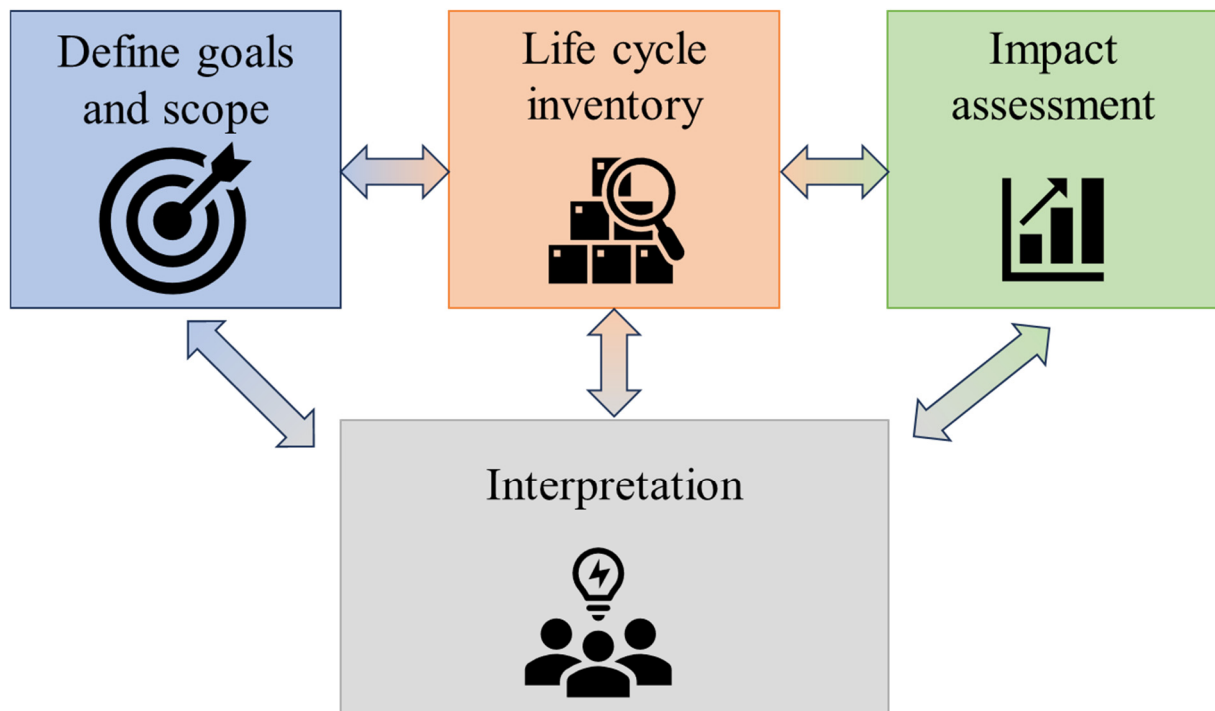 Define goals
and scope
Life cycle
inventory
Impact
assessment
Interpretation